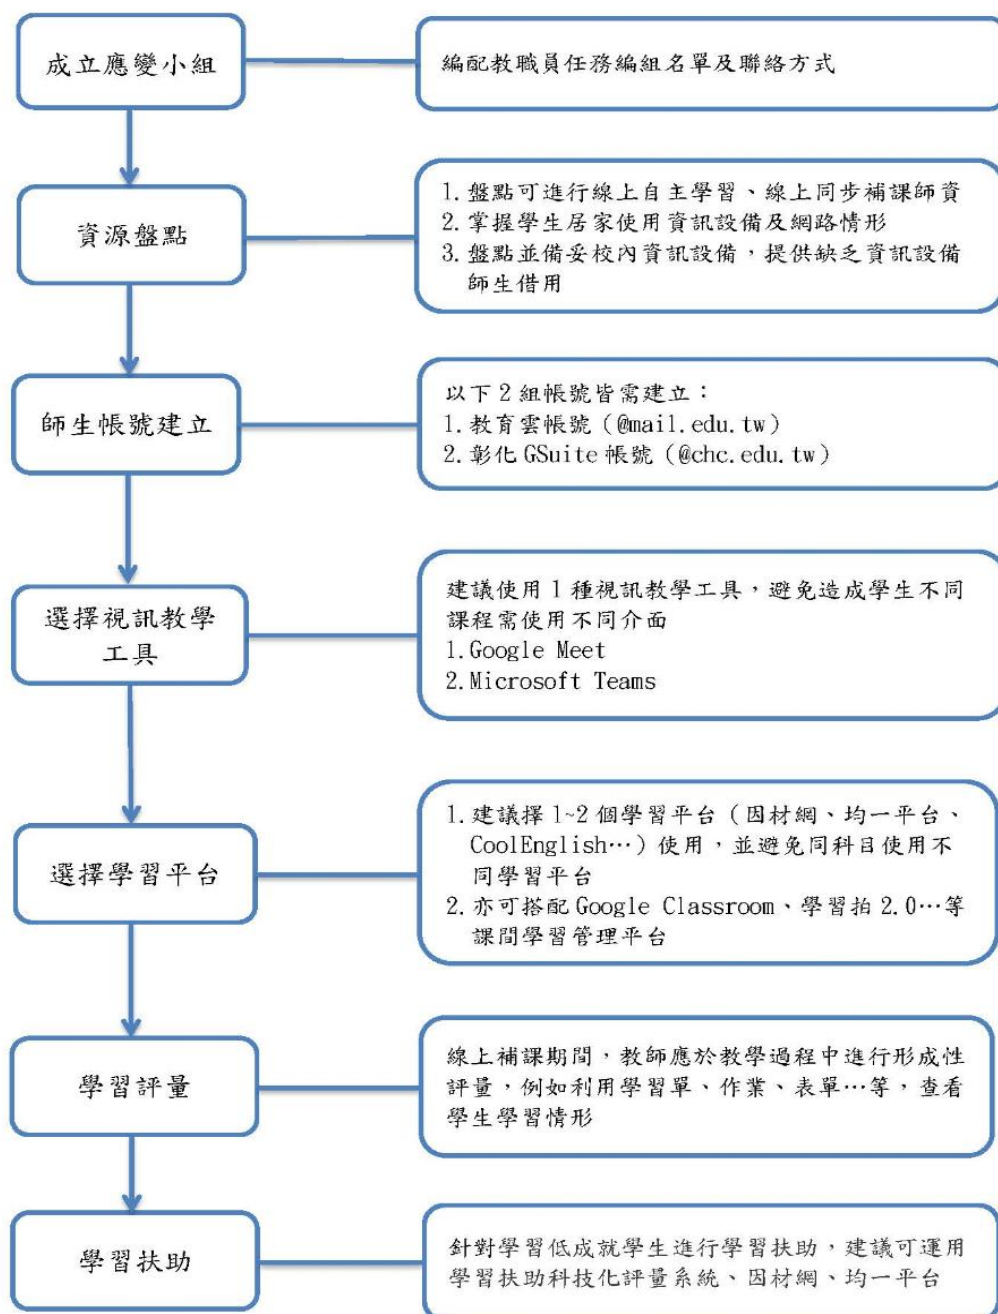 成立應變小組
編配教職員任務編組名單及聯絡方式
資源盤點
1. 盤點可進行線上自主學習、線上同步補課師資
2. 掌握學生居家使用資訊設備及網路情形
3. 盤點並備妥校內資訊設備，提供缺乏資訊設備
師生借用
師生帳號建立
以下 2 組帳號皆需建立：
1. 教育雲帳號（@mail.edu.tw）
2. 彰化 GSuite 帳號（@chc.edu.tw）
選擇視訊教學
工具
建議使用 1 種視訊教學工具，避免造成學生不同
課程需使用不同介面
1. Google Meet
2. Microsoft Teams
選擇學習平台
1. 建議擇 1~2 個學習平台（因材網、均一平台、
CoolEnglish…）使用，並避免同科目使用不
同學習平台
2. 亦可搭配 Google Classroom、學習拍 2.0…等
課間學習管理平台
學習評量
線上補課期間，教師應於教學過程中進行形成性
評量，例如利用學習單、作業、表單…等，查看
學生學習情形
學習扶助
針對學習低成就學生進行學習扶助，建議可運用
學習扶助科技化評量系統、因材網、均一平台